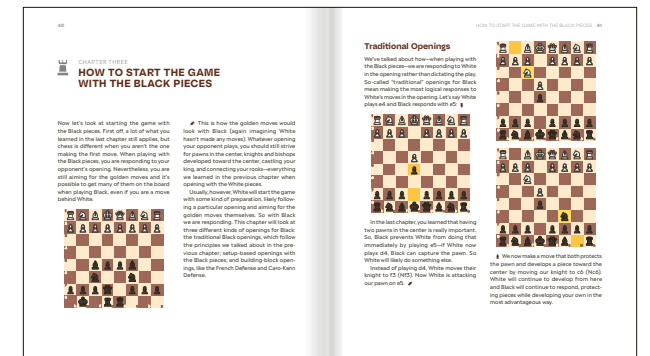 60
CHAPTER THREE
HOW TO START THE GAME
WITH THE BLACK PIECES
Now let's look at starting the game with
the Black pieces. First off, a lot of what you
learned in the last chapter still applies, but
chess is different when you aren't the one
making the first move. When playing with
the Black pieces, you are responding to your
opponent's opening. Nevertheless, you are
still aiming for the golden moves and it's
possible to get many of them on the board
when playing Black, even if you are a move
behind White.
This is how the golden moves would
look with Black (again imagining White
hasn't made any moves). Whatever opening
your opponent plays, you should still strive
for pawns in the center, knights and bishops
developed toward the center, castling your
king, and connecting your rooks—everything
we learned in the previous chapter when
opening with the White pieces.
Usually, however, White will start the game
with some kind of preparation, likely follow-
ing a particular opening and aiming for the
golden moves themselves. So with Black
we are responding. This chapter will look at
three different kinds of openings for Black:
the traditional Black openings, which follow
the principles we talked about in the pre-
vious chapter; setup-based openings with
the Black pieces; and building-block open-
ings, like the French Defense and Caro-Kann
Defense.
HOW TO START THE GAME WITH THE BLACK PIECES 61
Traditional Openings
We've talked about how—when playing with
the Black pieces—we are responding to White
in the opening rather than dictating the play.
So-called "traditional" openings for Black
mean making the most logical responses to
White's moves in the opening. Let's say White
plays e4 and Black responds with e5:
In the last chapter, you learned that having
two pawns in the center is really important.
So, Black prevents White from doing that
immediately by playing e5—if White now
plays d4, Black can capture the pawn. So
White will likely do something else.
Instead of playing d4, White moves their
knight to f3 (Nf3). Now White is attacking
our pawn on e5.
We now make a move that both protects
the pawn and develops a piece toward the
center by moving our knight to c6 (Nc6).
White will continue to develop from here
and Black will continue to respond, protect-
ing pieces while developing your own in the
most advantageous way.